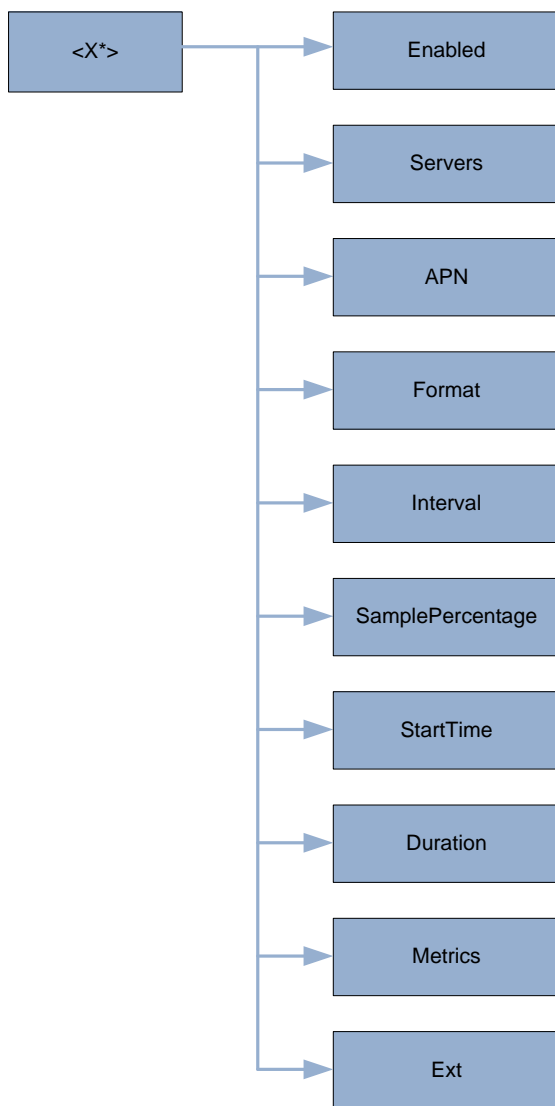 <X*>
Enabled
Servers
APN
Format
Interval
SamplePercentage
StartTime
Duration
Metrics
Ext